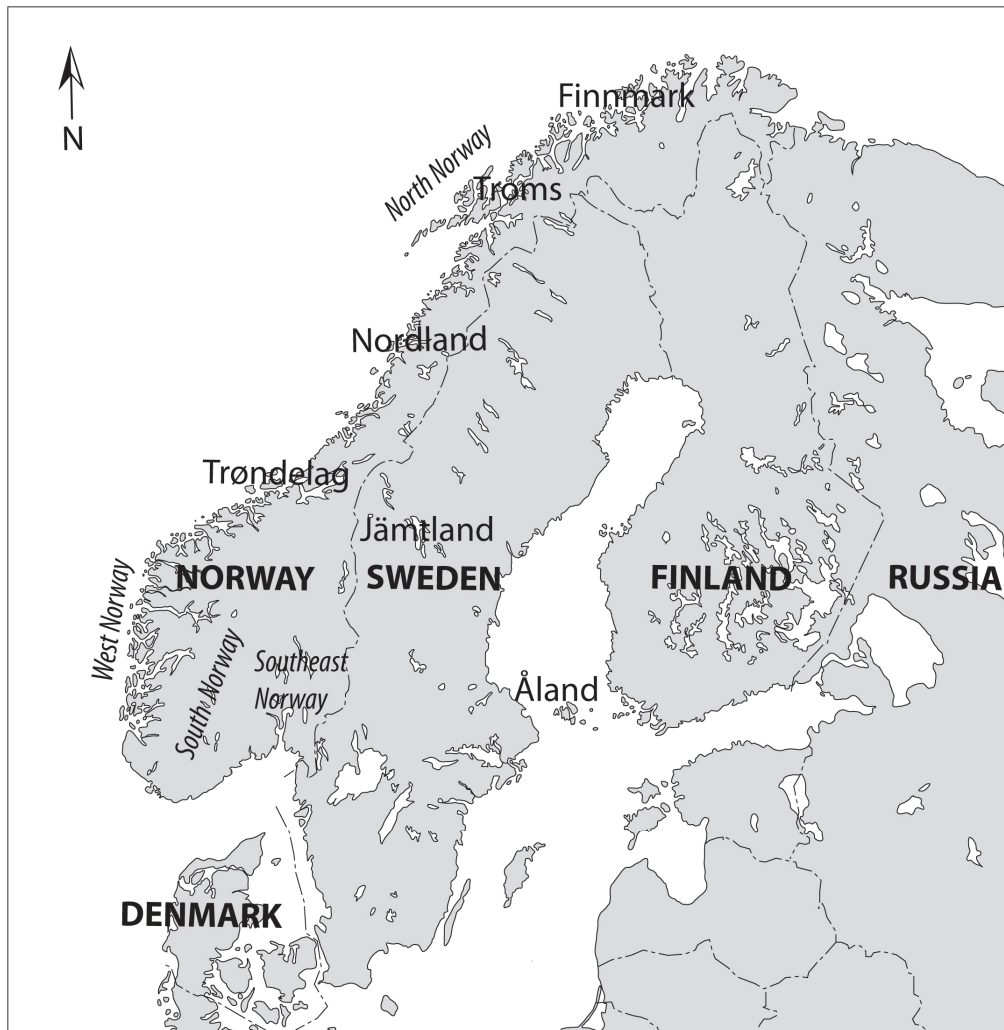 Finnmark
N
North Norway
Troms
Nordland
Trøndelag
Jämtland
NORWAY
SWEDEN
FINLAND
RUSSIA
West Norway
South Norway
Southeast
Norway
Åland
DENMARK